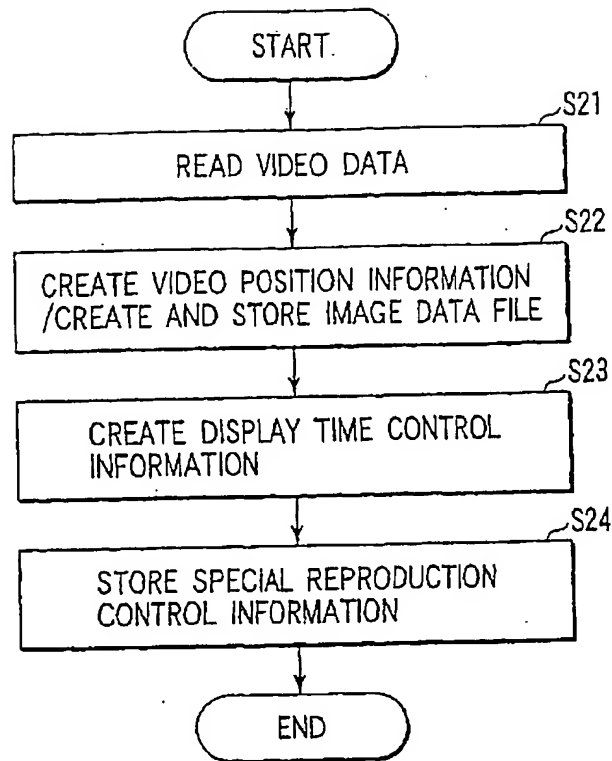 START.
S21
READ VIDEO DATA
S22
CREATE VIDEO POSITION INFORMATION
/CREATE AND STORE IMAGE DATA FILE
S23
CREATE DISPLAY TIME CONTROL
INFORMATION
S24
STORE SPECIAL REPRODUCTION
CONTROL INFORMATION
END